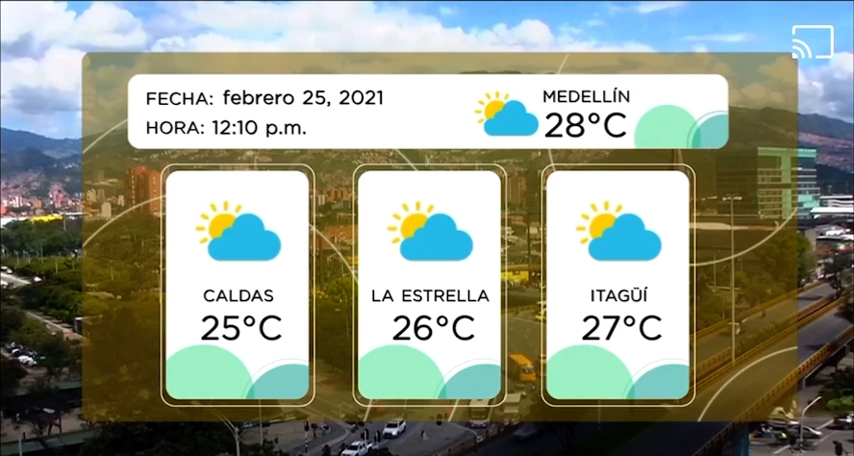 FECHA: febrero 25, 2021
HORA: 12:10 p.m.
MEDELLÍN
28°C
CALDAS
25°C
LA ESTRELLA
26°C
ITAGÜÍ
27°C